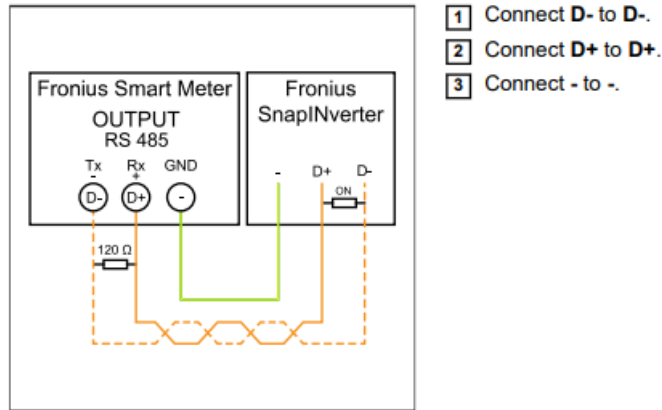 Fronius Smart Meter
OUTPUT
RS 485
Tx Rx GND
- +
D- D+ -
120 Ω
Fronius
SnapINverter
- D+ D-
ON
1 Connect D- to D-.
2 Connect D+ to D+.
3 Connect - to -.